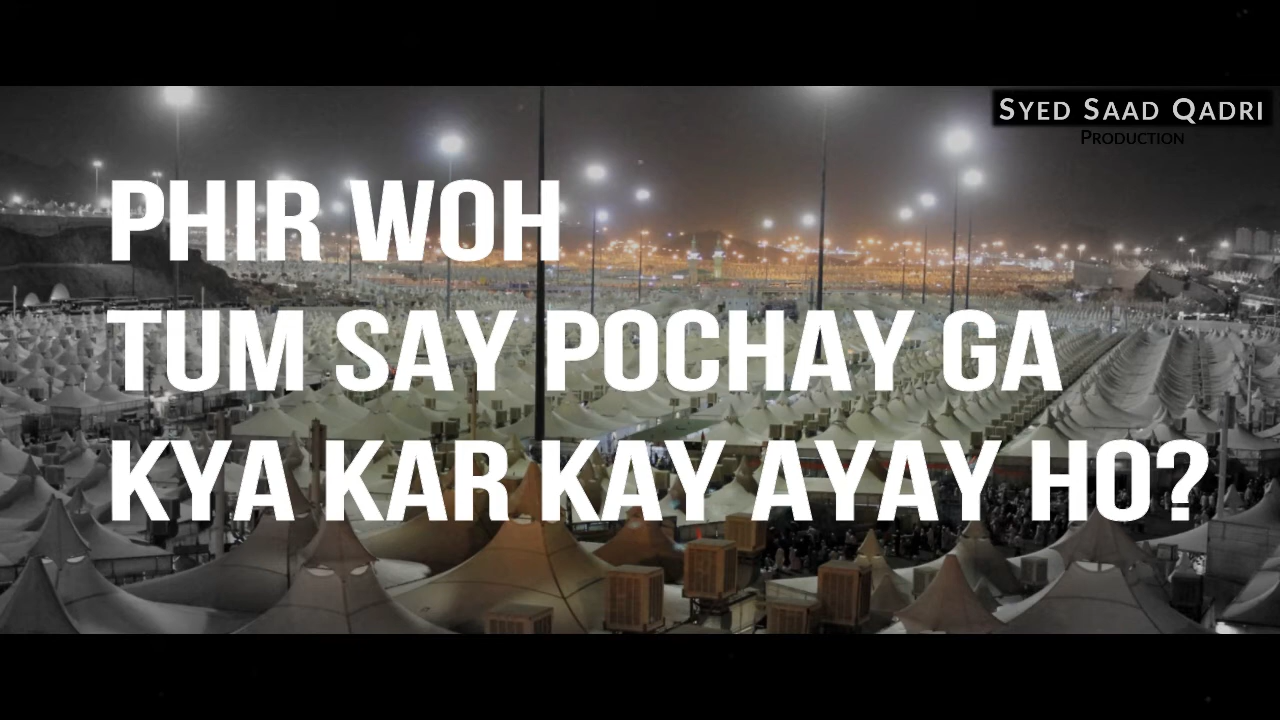 SYED SAAD QADRI
PRODUCTION
PHIR WOH
TUM SAY POCHAY GA
KYA KAR KAY AYAY HO?